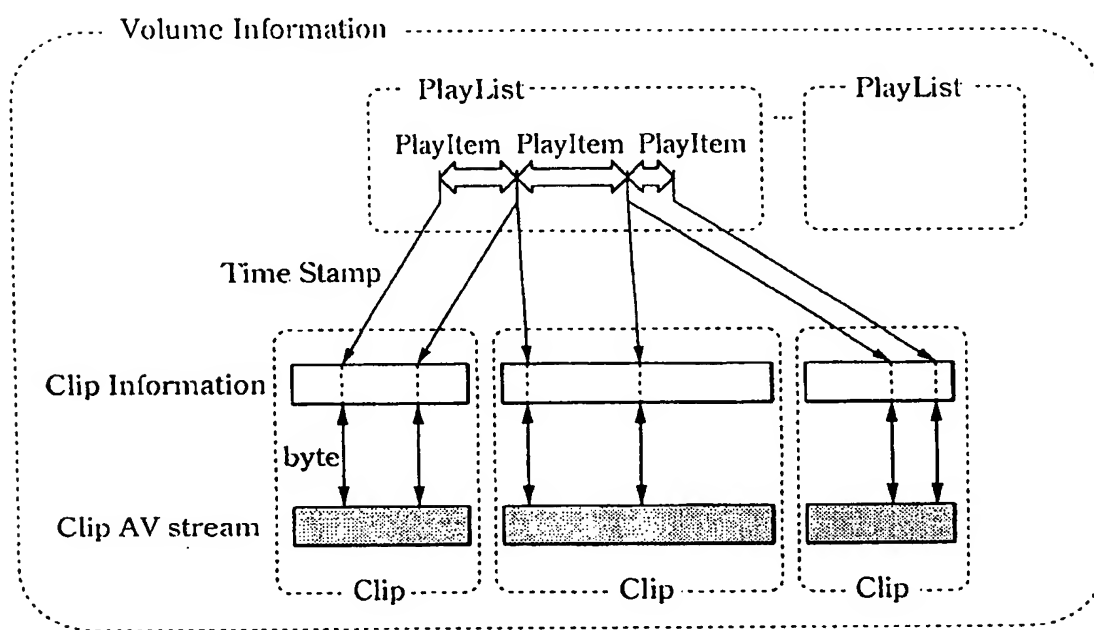 Volume Information
PlayList
...
PlayList
PlayItem PlayItem PlayItem
Time Stamp
Clip Information
byte
Clip AV stream
Clip
Clip
Clip